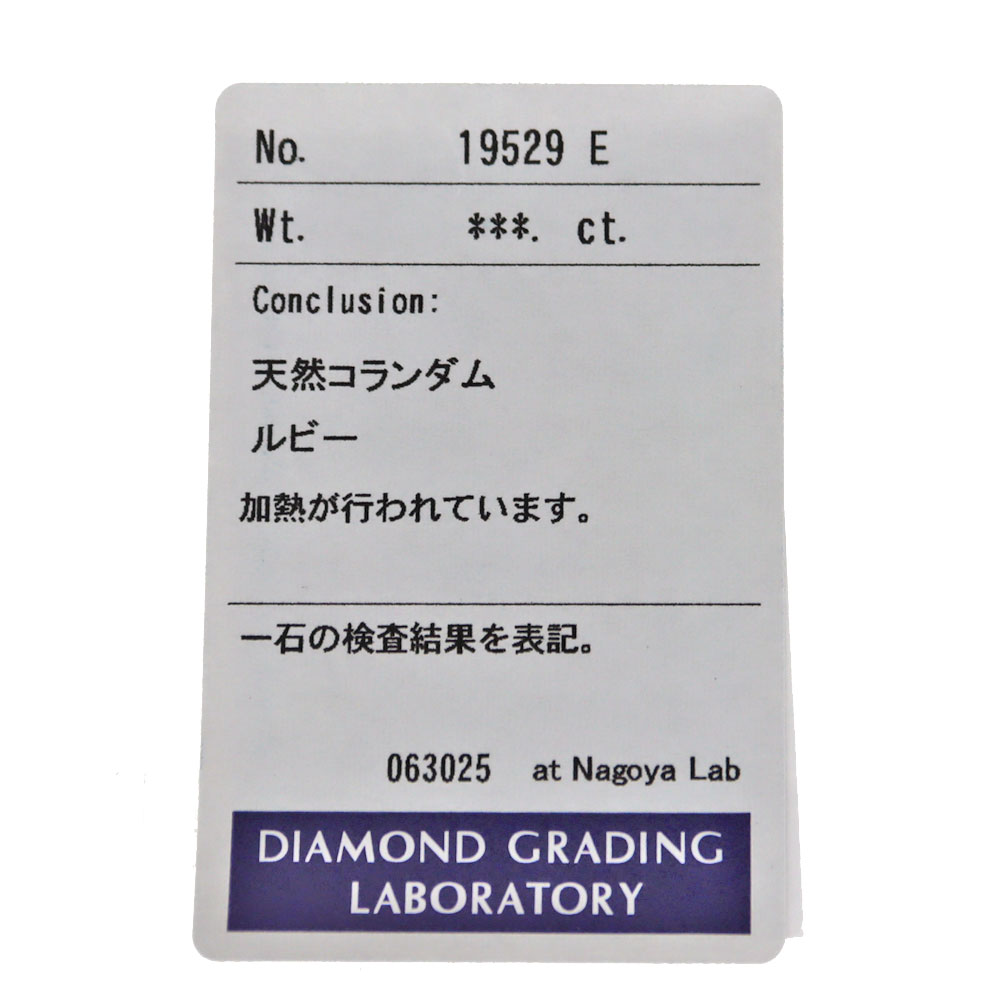 No. 19529 E
Wt. ***. ct.
Conclusion:
天然コランダム
ルビー
加熱が行われています。
一石の検査結果を表記。
063025 at Nagoya Lab
DIAMOND GRADING
LABORATORY